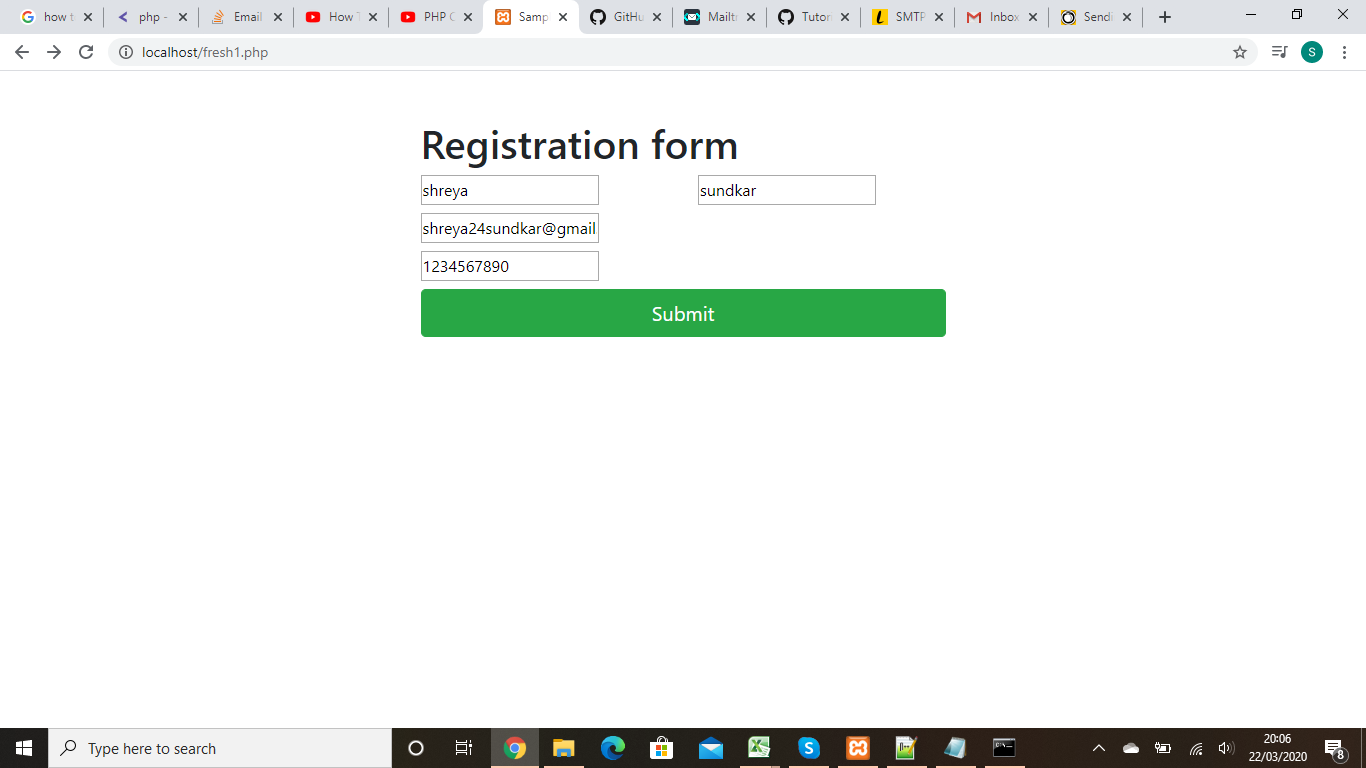 how t
php -
Email
How T
PHP C
Samp
GitHu
Mailtr
Tutor
SMTP
Inbox
Sendi
localhost/fresh1.php
S
Registration form
shreya sundkar
shreya24sundkar@gmail
1234567890
Submit
Type here to search
20:06
22/03/2020
8